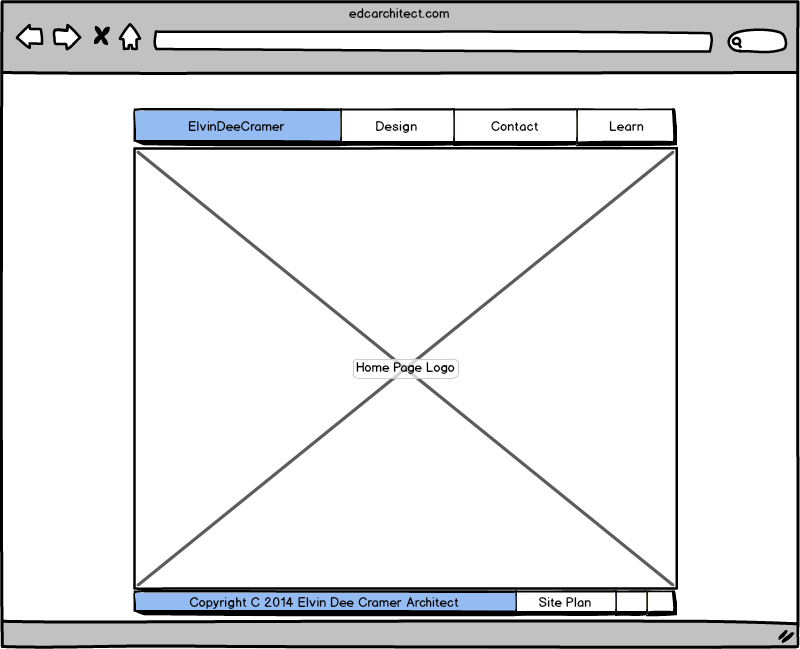 edcarchitect.com
ElvinDeeCramer Design Contact Learn
Home Page Logo
Copyright C 2014 Elvin Dee Cramer Architect Site Plan